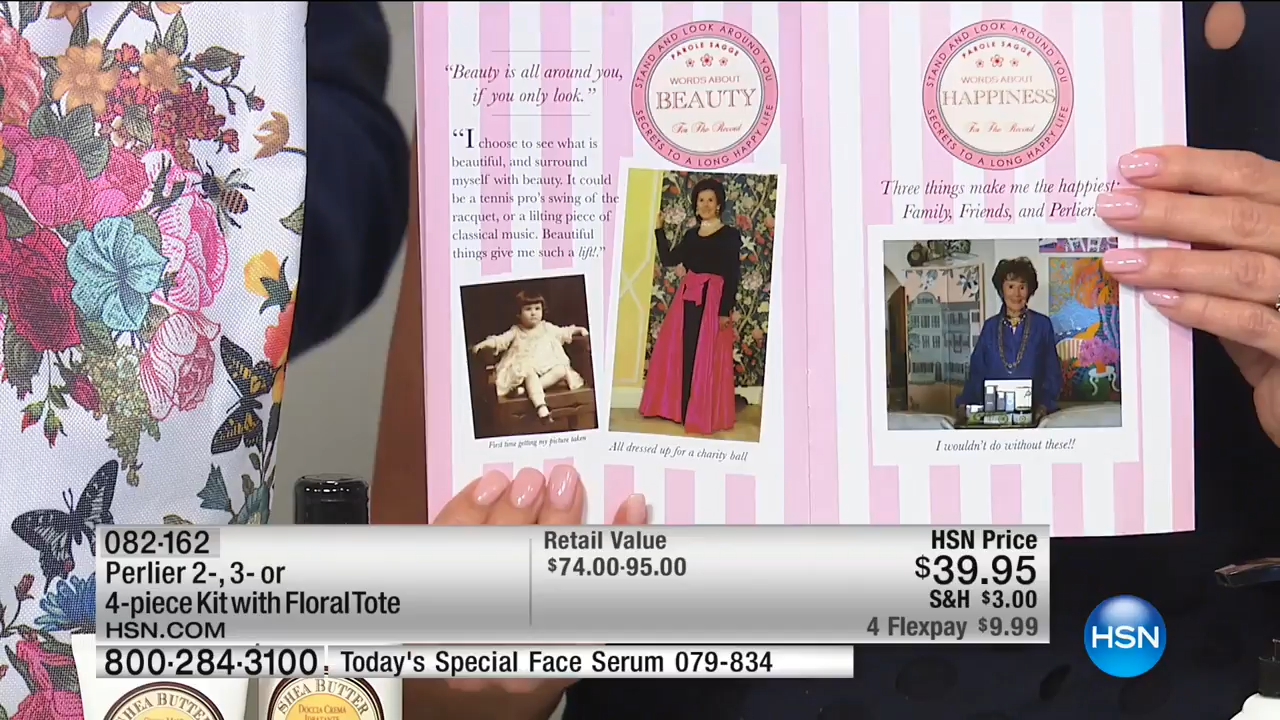 "Beauty is all around you,
if you only look."
"I choose to see what is
beautiful, and surround
myself with beauty. It could
be a tennis pro's swing of the
racquet, or a lilting piece of
classical music. Beautiful
things give me such a lift!,"
STAND AND LOOK AROUND YOU
PAROLE SAGGE
WORDS ABOUT
BEAUTY
For The Record
SECRETS TO A LONG HAPPY LIFE
First time getting my picture taken
All dressed up for a charity ball
STAND AND LOOK AROUND YOU
PAROLE SAGGE
WORDS ABOUT
HAPPINESS
For The Record
SECRETS TO A LONG HAPPY LIFE
Three things make me the happiest:
Family, Friends, and Perlier.
I wouldn't do without these!!
082-162
Perlier 2-, 3- or
4-piece Kit with Floral Tote
HSN.COM
Retail Value
$74.00-95.00
HSN Price
$39.95
S&H $3.00
4 Flexpay $9.99
HSN
800-284-3100
Today's Special Face Serum 079-834
SHEA BUTTER
SHEA BUTTER
DOCCIA CREMA
IDRATANTE